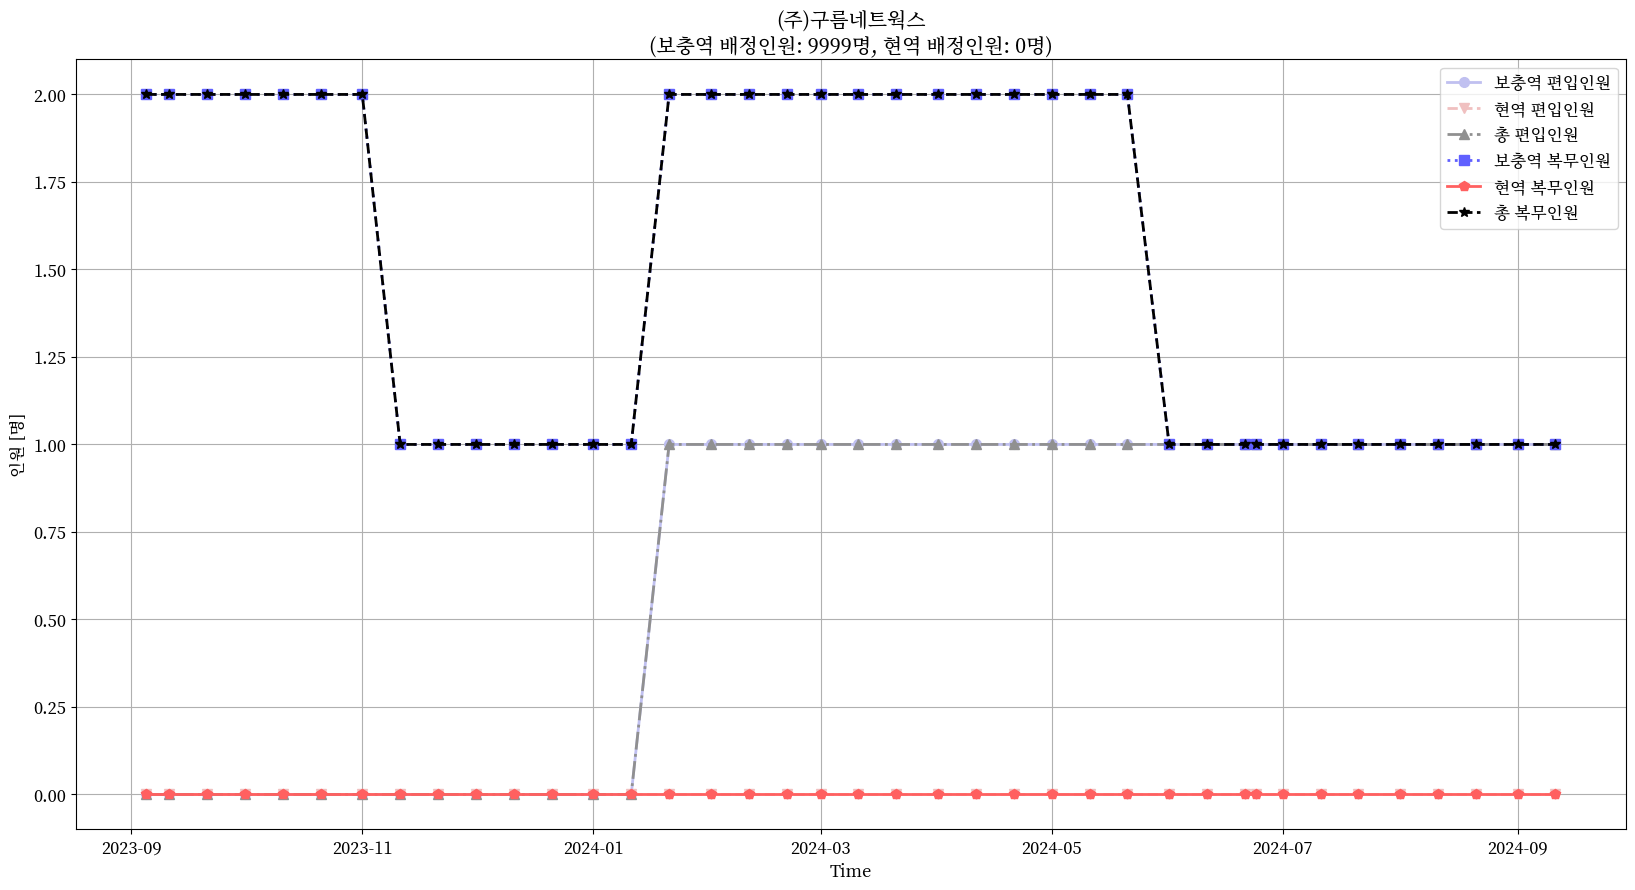 (주)구름네트웍스
(보충역 배정인원: 9999명, 현역 배정인원: 0명)
보충역 편입인원
현역 편입인원
총 편입인원
보충역 복무인원
현역 복무인원
총 복무인원
인원 [명]
2.00
1.75
1.50
1.25
1.00
0.75
0.50
0.25
0.00
2023-09 2023-11 2024-01 2024-03 2024-05 2024-07 2024-09
Time